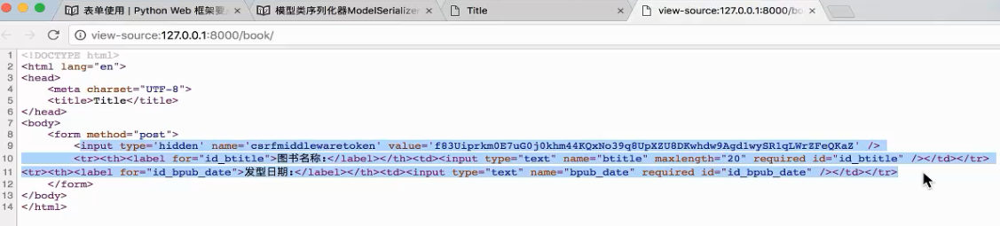 表单使用 | Python Web 框架要
模型类序列化器ModelSerializer
Title
view-source:127.0.0.1:8000/bo
view-source:127.0.0.1:8000/book/
1 <!DOCTYPE html>
2 <html lang="en">
3 <head>
4 <meta charset="UTF-8">
5 <title>Title</title>
6 </head>
7 <body>
8 <form method="post">
9 <input type='hidden' name='csrfmiddlewaretoken' value='f83Uiprkm0E7uG0j0khm44KQxNo39q8UpXZU8DKwhdw9Agd1wySR1qLWrZFeQKaZ' />
10 <tr><th><label for="id_btitle">图书名称:</label></th><td><input type="text" name="btitle" maxlength="20" required id="id_btitle" /></td></tr>
11 <tr><th><label for="id_bpub_date">发型日期:</label></th><td><input type="text" name="bpub_date" required id="id_bpub_date" /></td></tr>
12 </form>
13 </body>
14 </html>